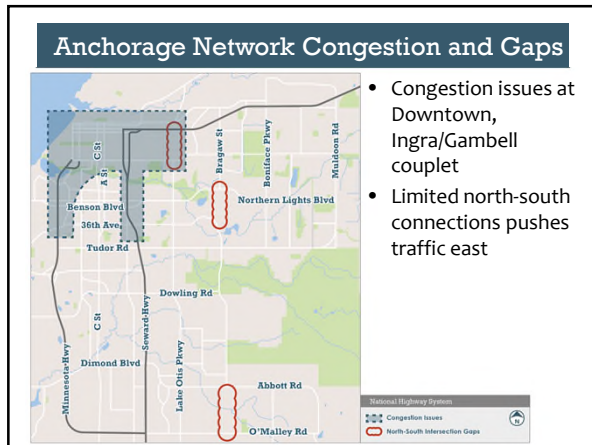 Anchorage Network Congestion and Gaps
• Congestion issues at
Downtown,
Ingra/Gambell
couplet
• Limited north-south
connections pushes
traffic east
C St
A St
Bragaw St
Boniface Pkwy
Muldoon Rd
Benson Blvd
Northern Lights Blvd
36th Ave
Tudor Rd
Dowling Rd
Minnesota Hwy
C St
Seward Hwy
Lake Otis Pkwy
Dimond Blvd
Abbott Rd
O'Malley Rd
National Highway System
Congestion Issues
North-South Intersection Gaps
N